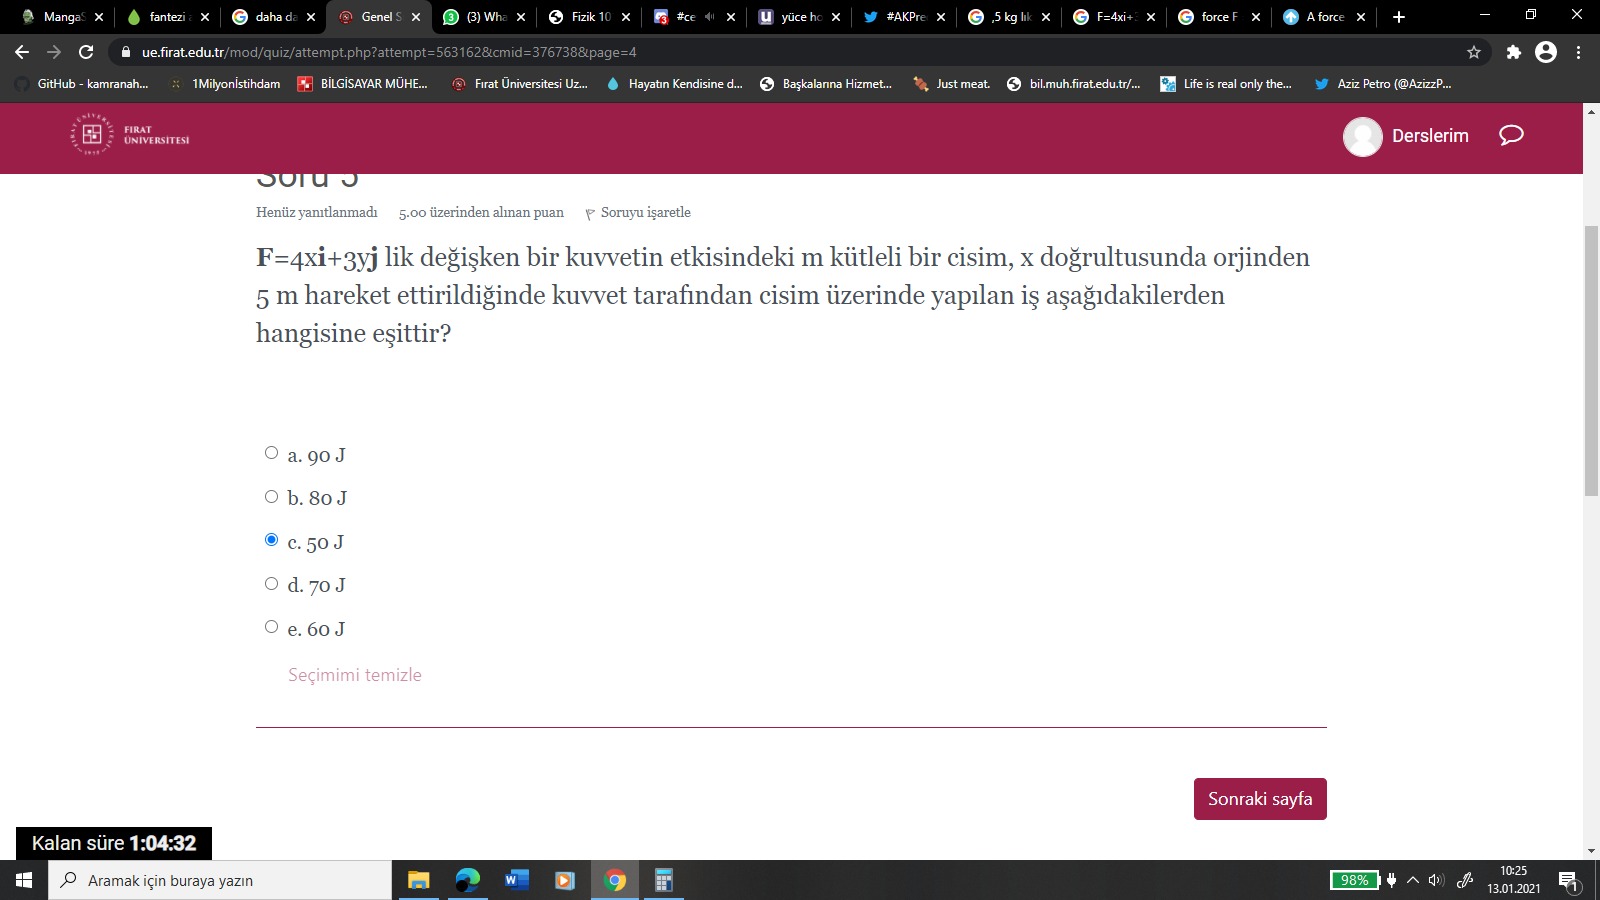 MangaS
fantezi
daha da
Genel S
(3) Wha
Fizik 10
#ce
yüce ho
#AKPre
,5 kg lık
F=4xi+
force F
A force
ue.firat.edu.tr/mod/quiz/attempt.php?attempt=563162&cmid=376738&page=4
GitHub - kamranah...
1Milyonİstihdam
BİLGİSAYAR MÜHE...
Fırat Üniversitesi Uz...
Hayatın Kendisine d...
Başkalarına Hizmet...
Just meat.
bil.muh.firat.edu.tr/...
Life is real only the...
Aziz Petro (@AzizzP...
FIRAT
ÜNİVERSİTESİ
Derslerim
Soru 5
Henüz yanıtlanmadı
5.00 üzerinden alınan puan
Soruyu işaretle
F=4xi+3yj lik değişken bir kuvvetin etkisindeki m kütleli bir cisim, x doğrultusunda orjinden
5 m hareket ettirildiğinde kuvvet tarafından cisim üzerinde yapılan iş aşağıdakilerden
hangisine eşittir?
a. 90 J
b. 80 J
c. 50 J
d. 70 J
e. 60 J
Seçimimi temizle
Sonraki sayfa
Kalan süre 1:04:32
Aramak için buraya yazın
98%
10:25
13.01.2021
1